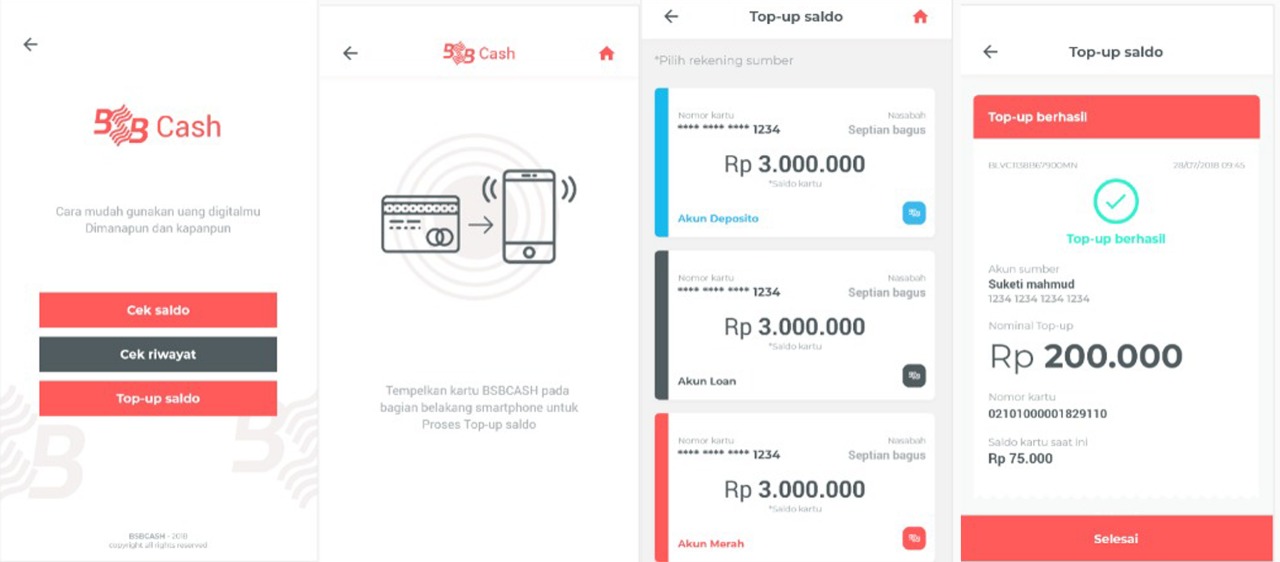 BSB Cash
Cara mudah gunakan uang digitalmu
Dimanapun dan kapanpun
Cek saldo
Cek riwayat
Top-up saldo
BSBCASH - 2018
copyright all rights reserved
BSB Cash
Tempelkan kartu BSBCASH pada
bagian belakang smartphone untuk
Proses Top-up saldo
Top-up saldo
*Pilih rekening sumber
Nomor kartu Nasabah
**** **** **** 1234 Septian bagus
Rp 3.000.000
*Saldo kartu
Akun Deposito
Nomor kartu Nasabah
**** **** **** 1234 Septian bagus
Rp 3.000.000
*Saldo kartu
Akun Loan
Nomor kartu Nasabah
**** **** **** 1234 Septian bagus
Rp 3.000.000
*Saldo kartu
Akun Merah
Top-up saldo
Top-up berhasil
28/07/2018 09:45
Top-up berhasil
Akun sumber
Suketi mahmud
1234 1234 1234 1234
Nominal Top-up
Rp 200.000
Nomor kartu
02101000001829110
Saldo kartu saat ini
Rp 75.000
Selesai